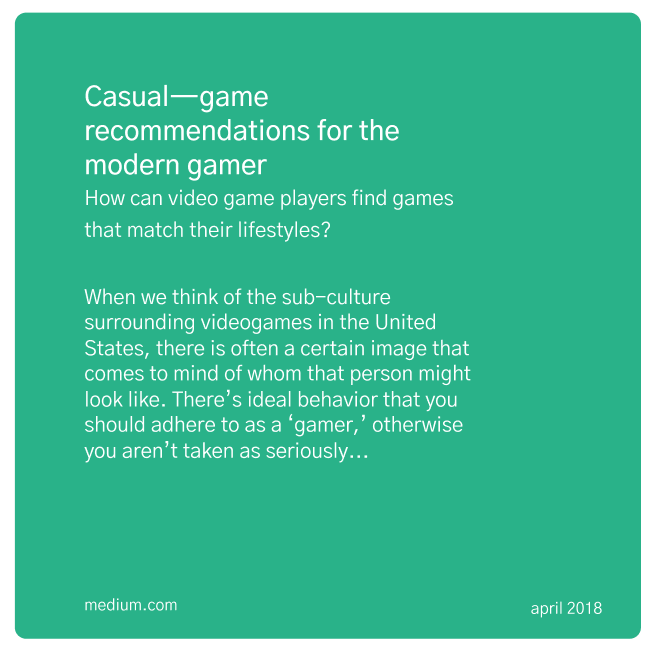 Casual—game
recommendations for the
modern gamer
How can video game players find games
that match their lifestyles?
When we think of the sub-culture
surrounding videogames in the United
States, there is often a certain image that
comes to mind of whom that person might
look like. There’s ideal behavior that you
should adhere to as a ‘gamer,’ otherwise
you aren’t taken as seriously...
medium.com
april 2018